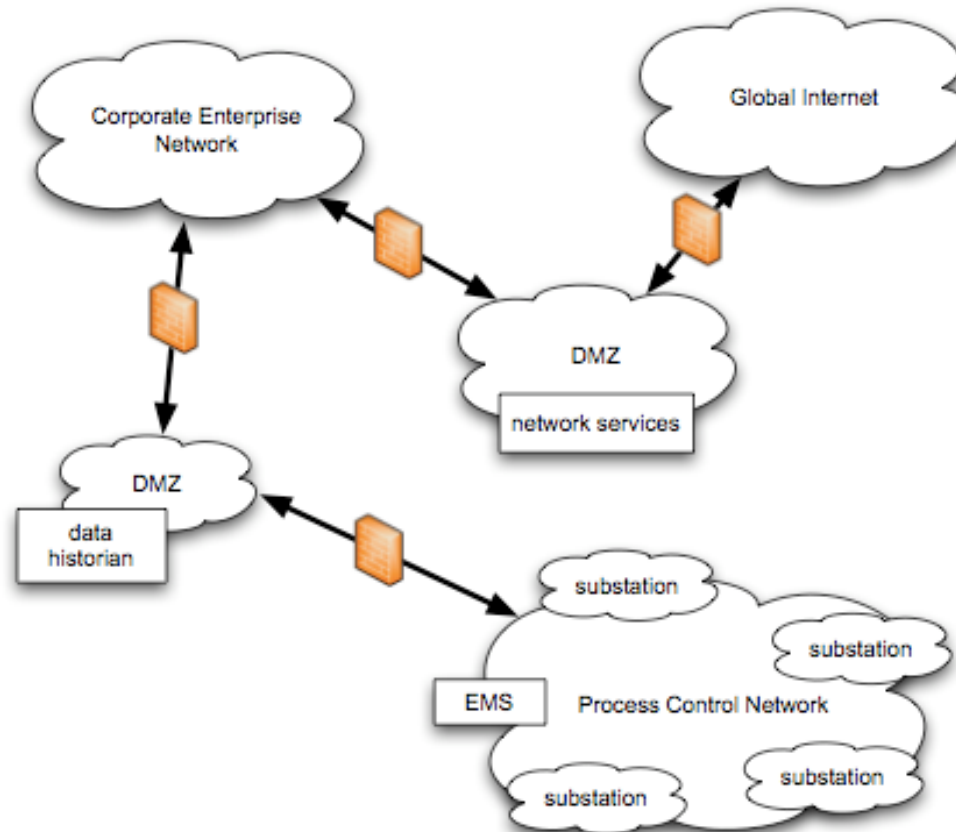 Corporate Enterprise
Network
Global Internet
DMZ
network services
DMZ
data
historian
substation
substation
EMS
Process Control Network
substation
substation